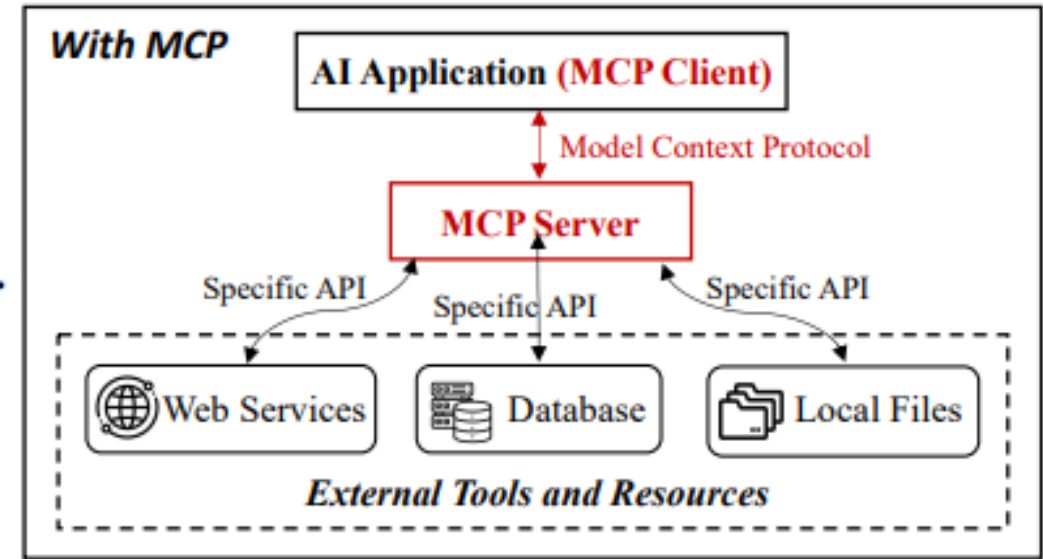 With MCP
AI Application (MCP Client)
Model Context Protocol
MCP Server
Specific API
Specific API
Specific API
Web Services
Database
Local Files
External Tools and Resources